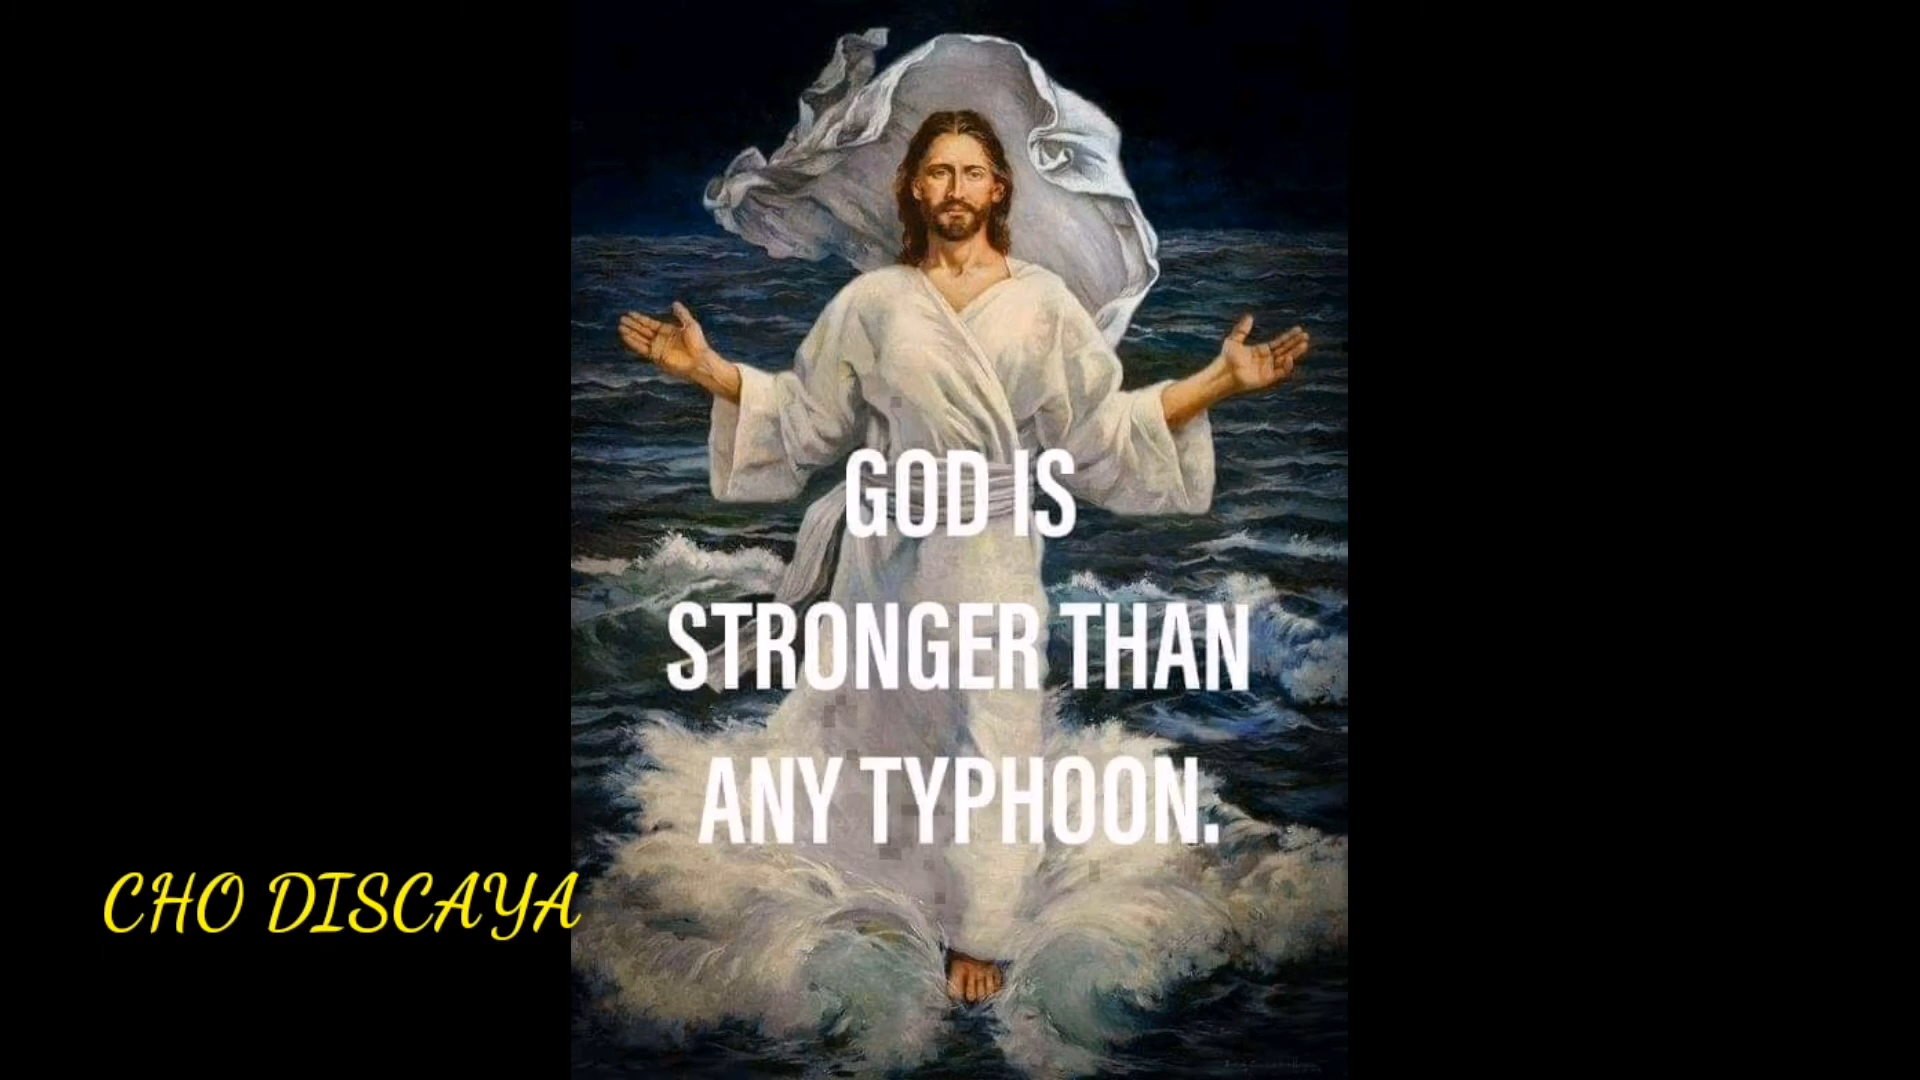 GOD IS
STRONGER THAN
ANY TYPHOON.
CHO DISCAYA